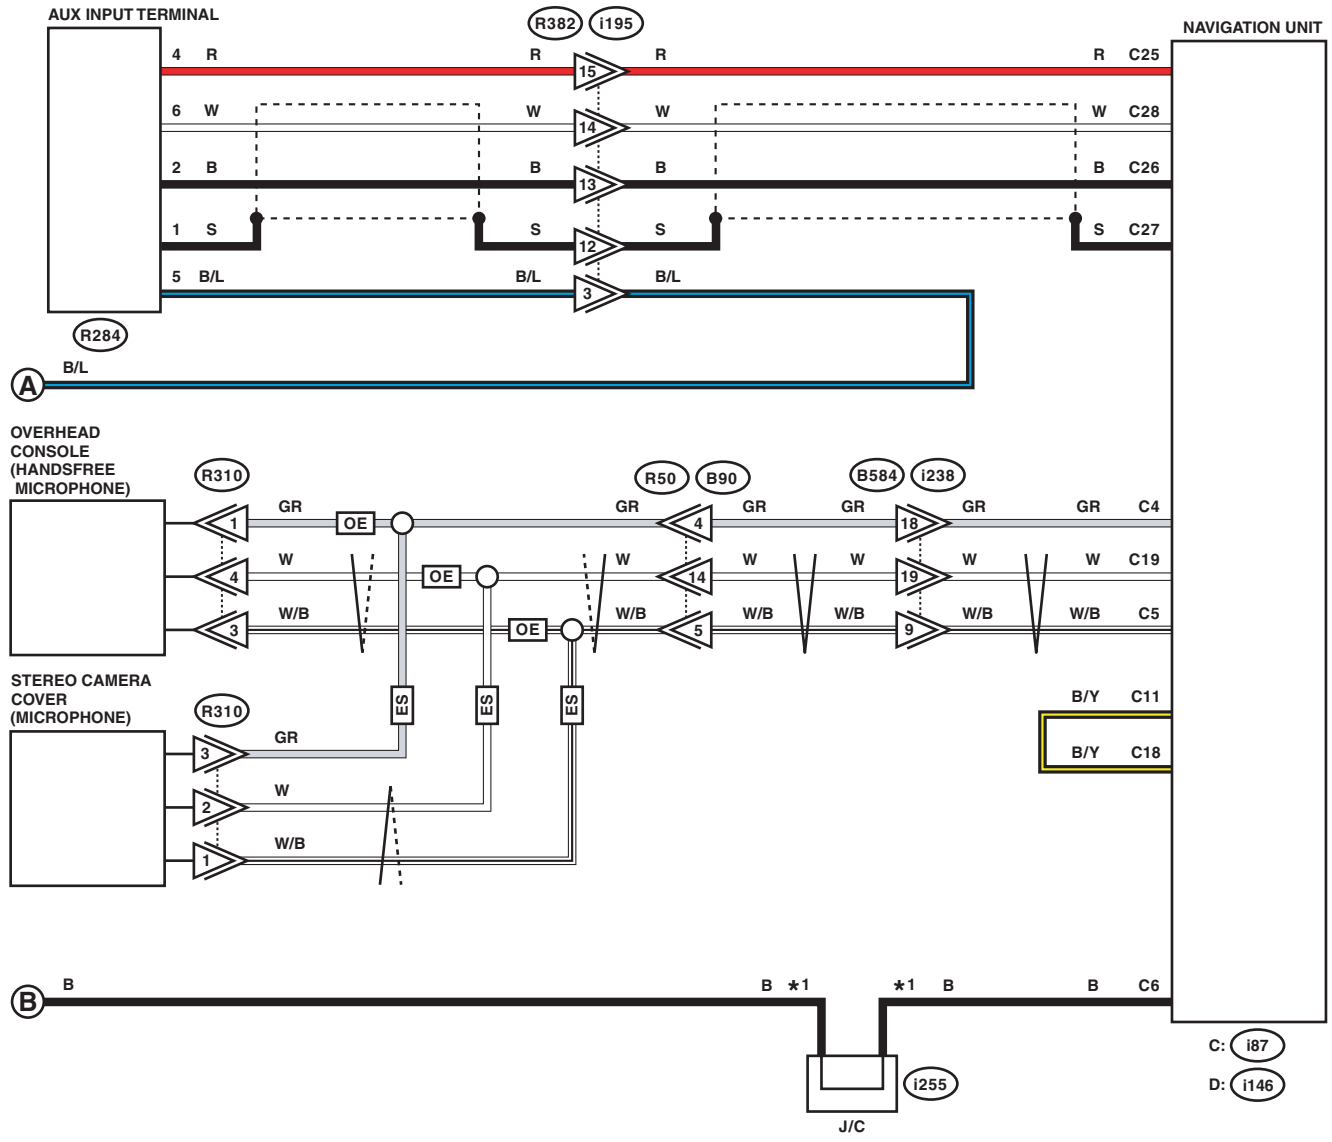 AUX INPUT TERMINAL
R382 i195
NAVIGATION UNIT
4 R R 15 R R C25
6 W W 14 W W C28
2 B B 13 B B C26
1 S S 12 S S C27
5 B/L B/L 3 B/L
R284
B/L
A
OVERHEAD
CONSOLE
(HANDSFREE
MICROPHONE)
R310 R50 B90 B584 i238
1 GR OE GR 4 GR GR 18 GR GR C4
4 W OE W 14 W W 19 W W C19
3 W/B OE W/B 5 W/B W/B 9 W/B W/B C5
STEREO CAMERA
COVER
(MICROPHONE)
R310
ES ES ES
B/Y C11
3 GR
B/Y C18
2 W
1 W/B
B B B *1 *1 B B C6
C: i87
i255
D: i146
J/C